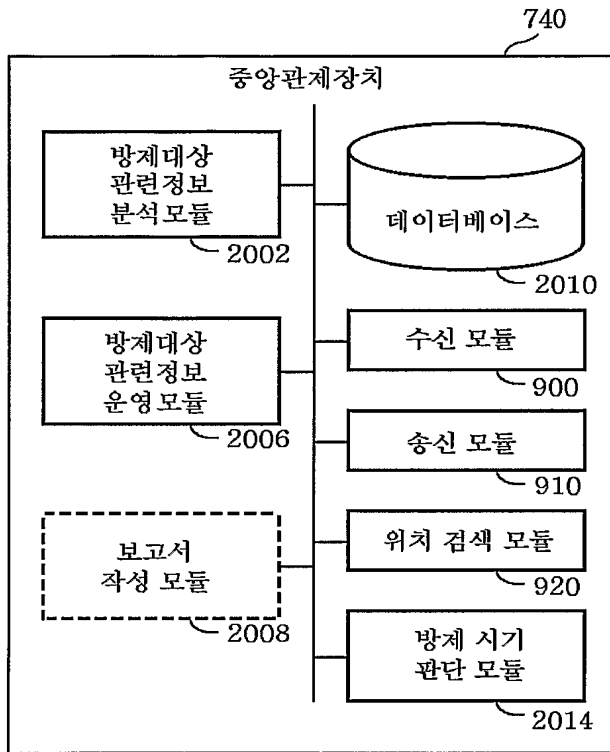 740
중앙관제장치
방제대상
관련정보
분석모듈
2002
데이터베이스
2010
방제대상
관련정보
운영모듈
2006
수신 모듈
900
송신 모듈
910
보고서
작성 모듈
2008
위치 검색 모듈
920
방제 시기
판단 모듈
2014